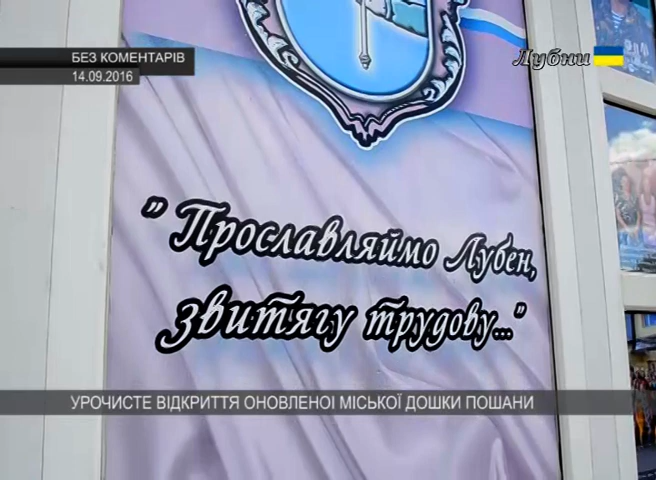 БЕЗ КОМЕНТАРІВ
14.09.2016
Лубни
"Прославляймо Лубен,
звитягу трудову..."
УРОЧИСТЕ ВІДКРИТТЯ ОНОВЛЕНОЇ МІСЬКОЇ ДОШКИ ПОШАНИ